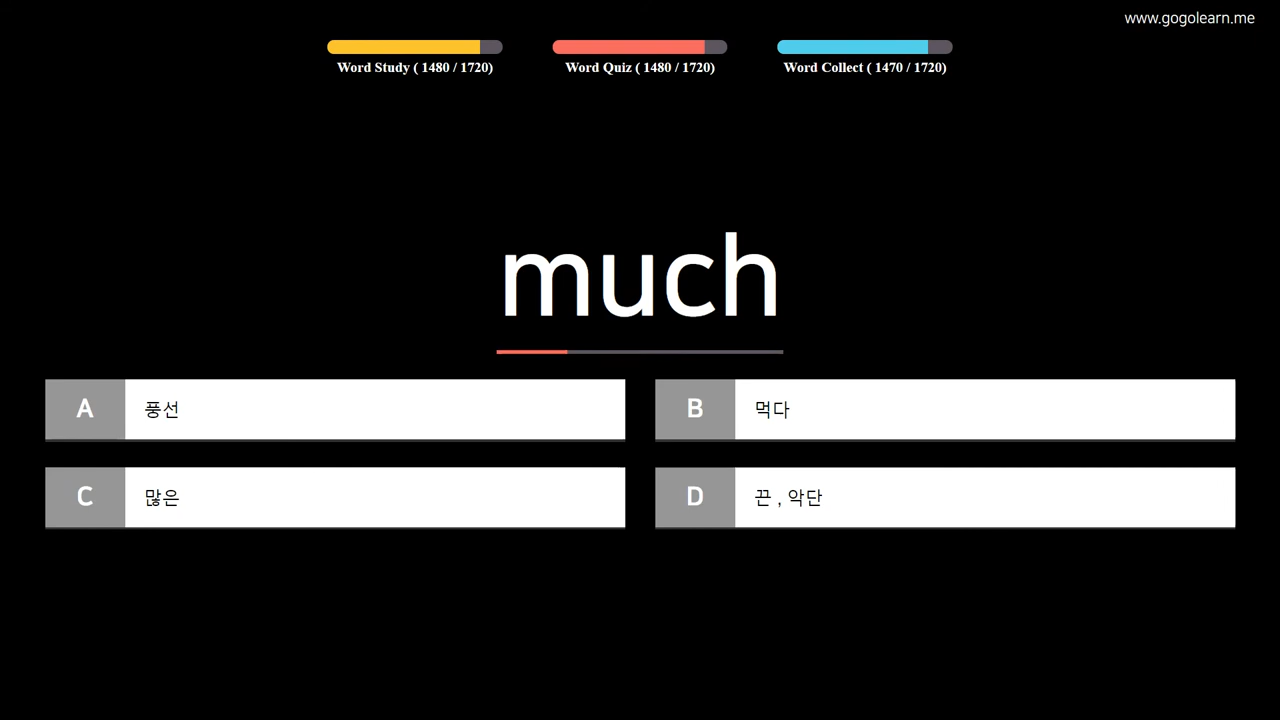 www.gogolearn.me
Word Study ( 1480 / 1720)
Word Quiz ( 1480 / 1720)
Word Collect ( 1470 / 1720)
much
A 풍선
B 먹다
C 많은
D 끈 , 악단